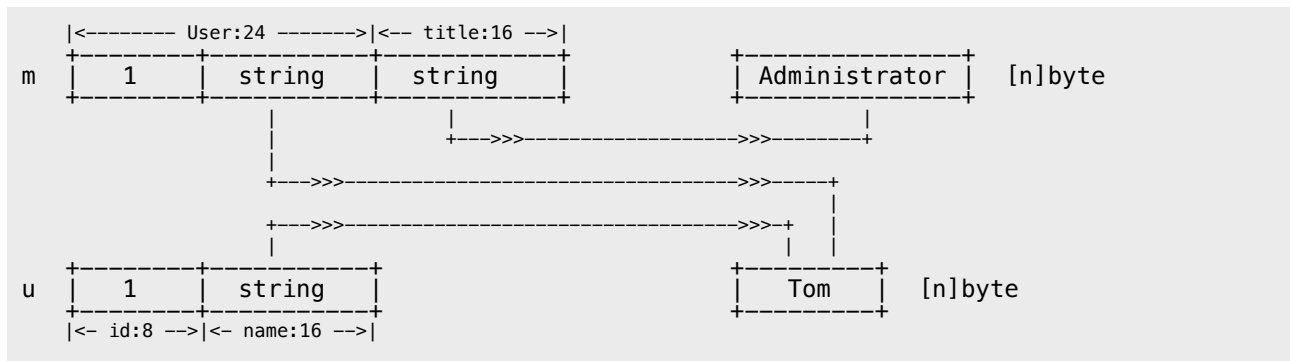 |<-------- User:24 ------->|<-- title:16 -->|
+--------+-----------+------------+ +---------------+
m | 1 | string | string | | Administrator | [n]byte
+--------+-----------+------------+ +---------------+
| | |
| +--->>>------------------->>>--------+
|
+--->>>----------------------------------->>>-----+
|
+--->>>----------------------------------->>>-+ |
| | |
+--------+-----------+ +---------+
u | 1 | string | | Tom | [n]byte
+--------+-----------+ +---------+
|<- id:8 -->|<- name:16 -->|